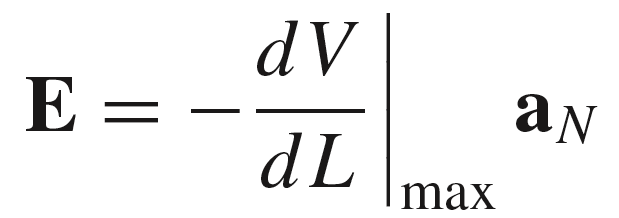 E = − dV/dL |max aN